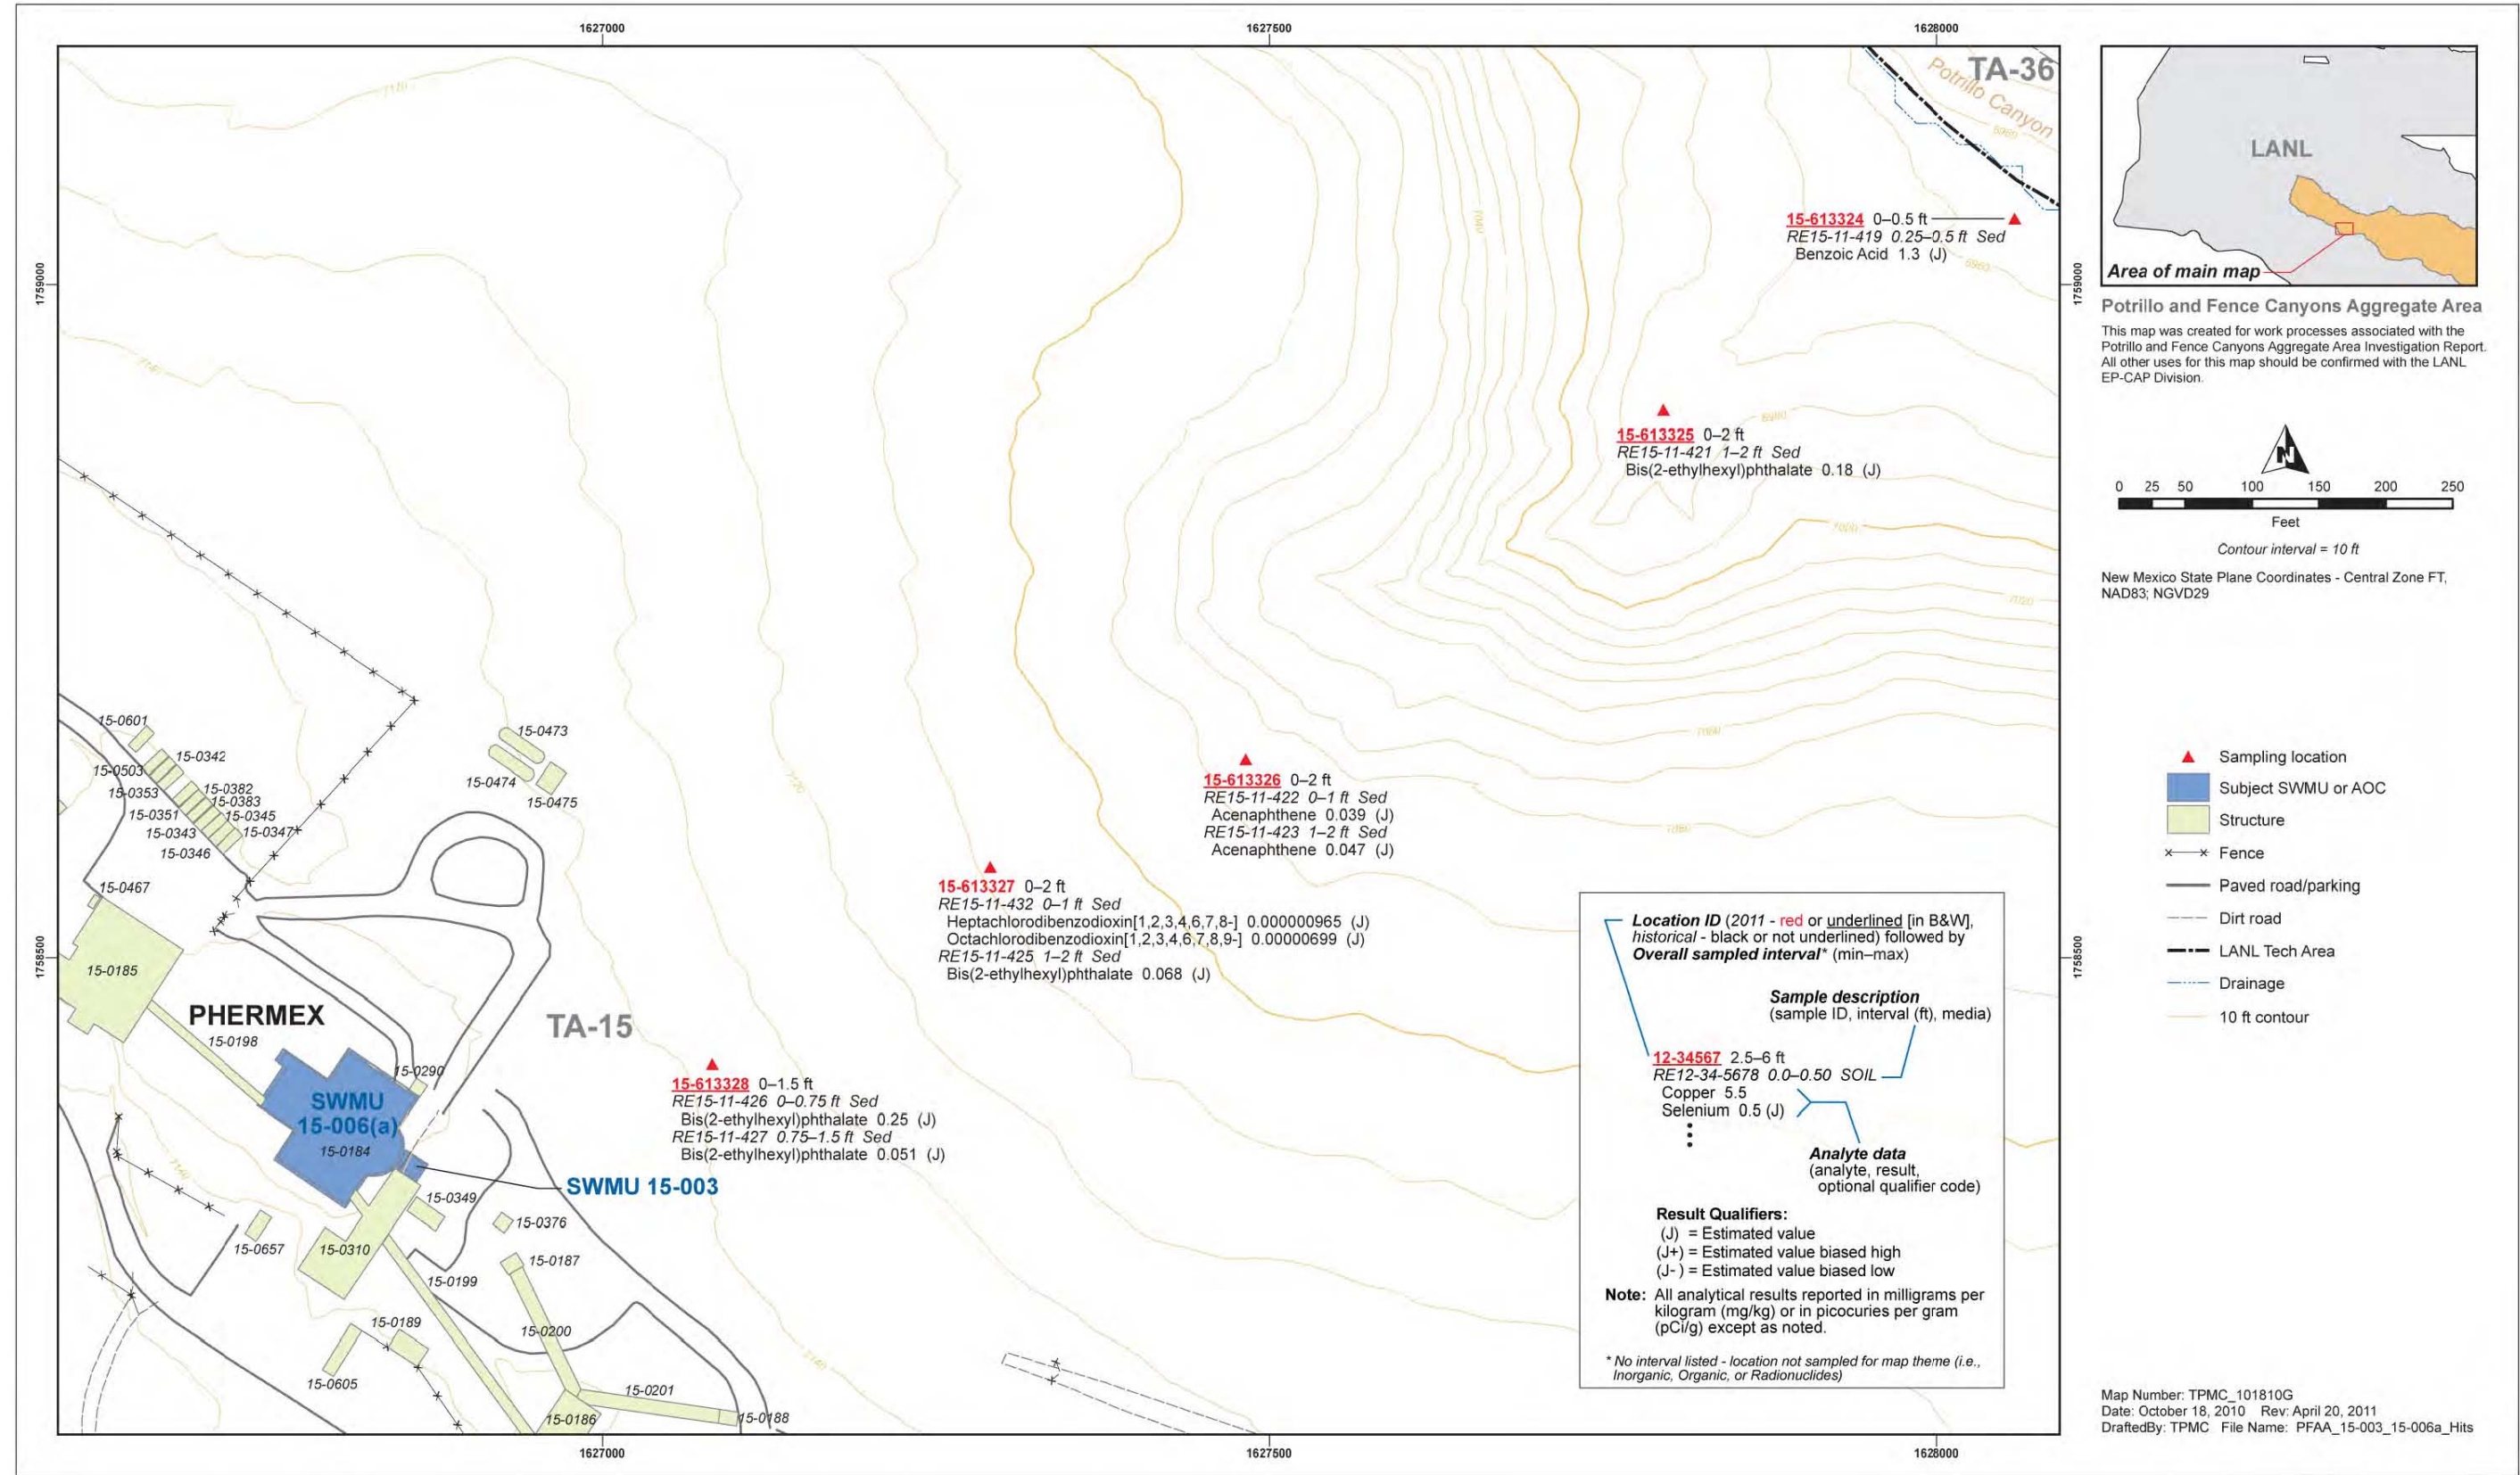 1627000
1627500
1628000
TA-36
Potrillo Canyon
6980
7110
7040
15-613324 0–0.5 ft
RE15-11-419 0.25–0.5 ft Sed
Benzoic Acid 1.3 (J)
6960
1759000
1759000
7140
15-613325 0–2 ft
RE15-11-421 1–2 ft Sed
Bis(2-ethylhexyl)phthalate 0.18 (J)
6980
7000
7020
7060
7080
7120
15-0601
15-0342
15-0503
15-0353
15-0382
15-0383
15-0351
15-0345
15-0343
15-0347
15-0346
15-0473
15-0474
15-0475
15-613326 0–2 ft
RE15-11-422 0–1 ft Sed
Acenaphthene 0.039 (J)
RE15-11-423 1–2 ft Sed
Acenaphthene 0.047 (J)
15-0467
15-613327 0–2 ft
RE15-11-432 0–1 ft Sed
Heptachlorodibenzodioxin[1,2,3,4,6,7,8-] 0.000000965 (J)
Octachlorodibenzodioxin[1,2,3,4,6,7,8,9-] 0.00000699 (J)
RE15-11-425 1–2 ft Sed
Bis(2-ethylhexyl)phthalate 0.068 (J)
1758500
1758500
15-0185
PHERMEX
15-0198
TA-15
15-0290
SWMU
15-006(a)
15-0184
15-613328 0–1.5 ft
RE15-11-426 0–0.75 ft Sed
Bis(2-ethylhexyl)phthalate 0.25 (J)
RE15-11-427 0.75–1.5 ft Sed
Bis(2-ethylhexyl)phthalate 0.051 (J)
7140
SWMU 15-003
15-0349
15-0376
15-0657
15-0310
15-0187
15-0199
15-0189
15-0200
15-0605
7140
15-0201
15-0186
15-0188
Location ID (2011 - red or underlined [in B&W],
historical - black or not underlined) followed by
Overall sampled interval* (min–max)
Sample description
(sample ID, interval (ft), media)
12-34567 2.5–6 ft
RE12-34-5678 0.0–0.50 SOIL
Copper 5.5
Selenium 0.5 (J)
Analyte data
(analyte, result,
optional qualifier code)
Result Qualifiers:
(J) = Estimated value
(J+) = Estimated value biased high
(J- ) = Estimated value biased low
Note: All analytical results reported in milligrams per
kilogram (mg/kg) or in picocuries per gram
(pCi/g) except as noted.
* No interval listed - location not sampled for map theme (i.e.,
Inorganic, Organic, or Radionuclides)
1627000
1627500
1628000
LANL
Area of main map
Potrillo and Fence Canyons Aggregate Area
This map was created for work processes associated with the
Potrillo and Fence Canyons Aggregate Area Investigation Report.
All other uses for this map should be confirmed with the LANL
EP-CAP Division.
N
0 25 50 100 150 200 250
Feet
Contour interval = 10 ft
New Mexico State Plane Coordinates - Central Zone FT,
NAD83; NGVD29
Sampling location
Subject SWMU or AOC
Structure
Fence
Paved road/parking
Dirt road
LANL Tech Area
Drainage
10 ft contour
Map Number: TPMC_101810G
Date: October 18, 2010 Rev: April 20, 2011
DraftedBy: TPMC File Name: PFAA_15-003_15-006a_Hits